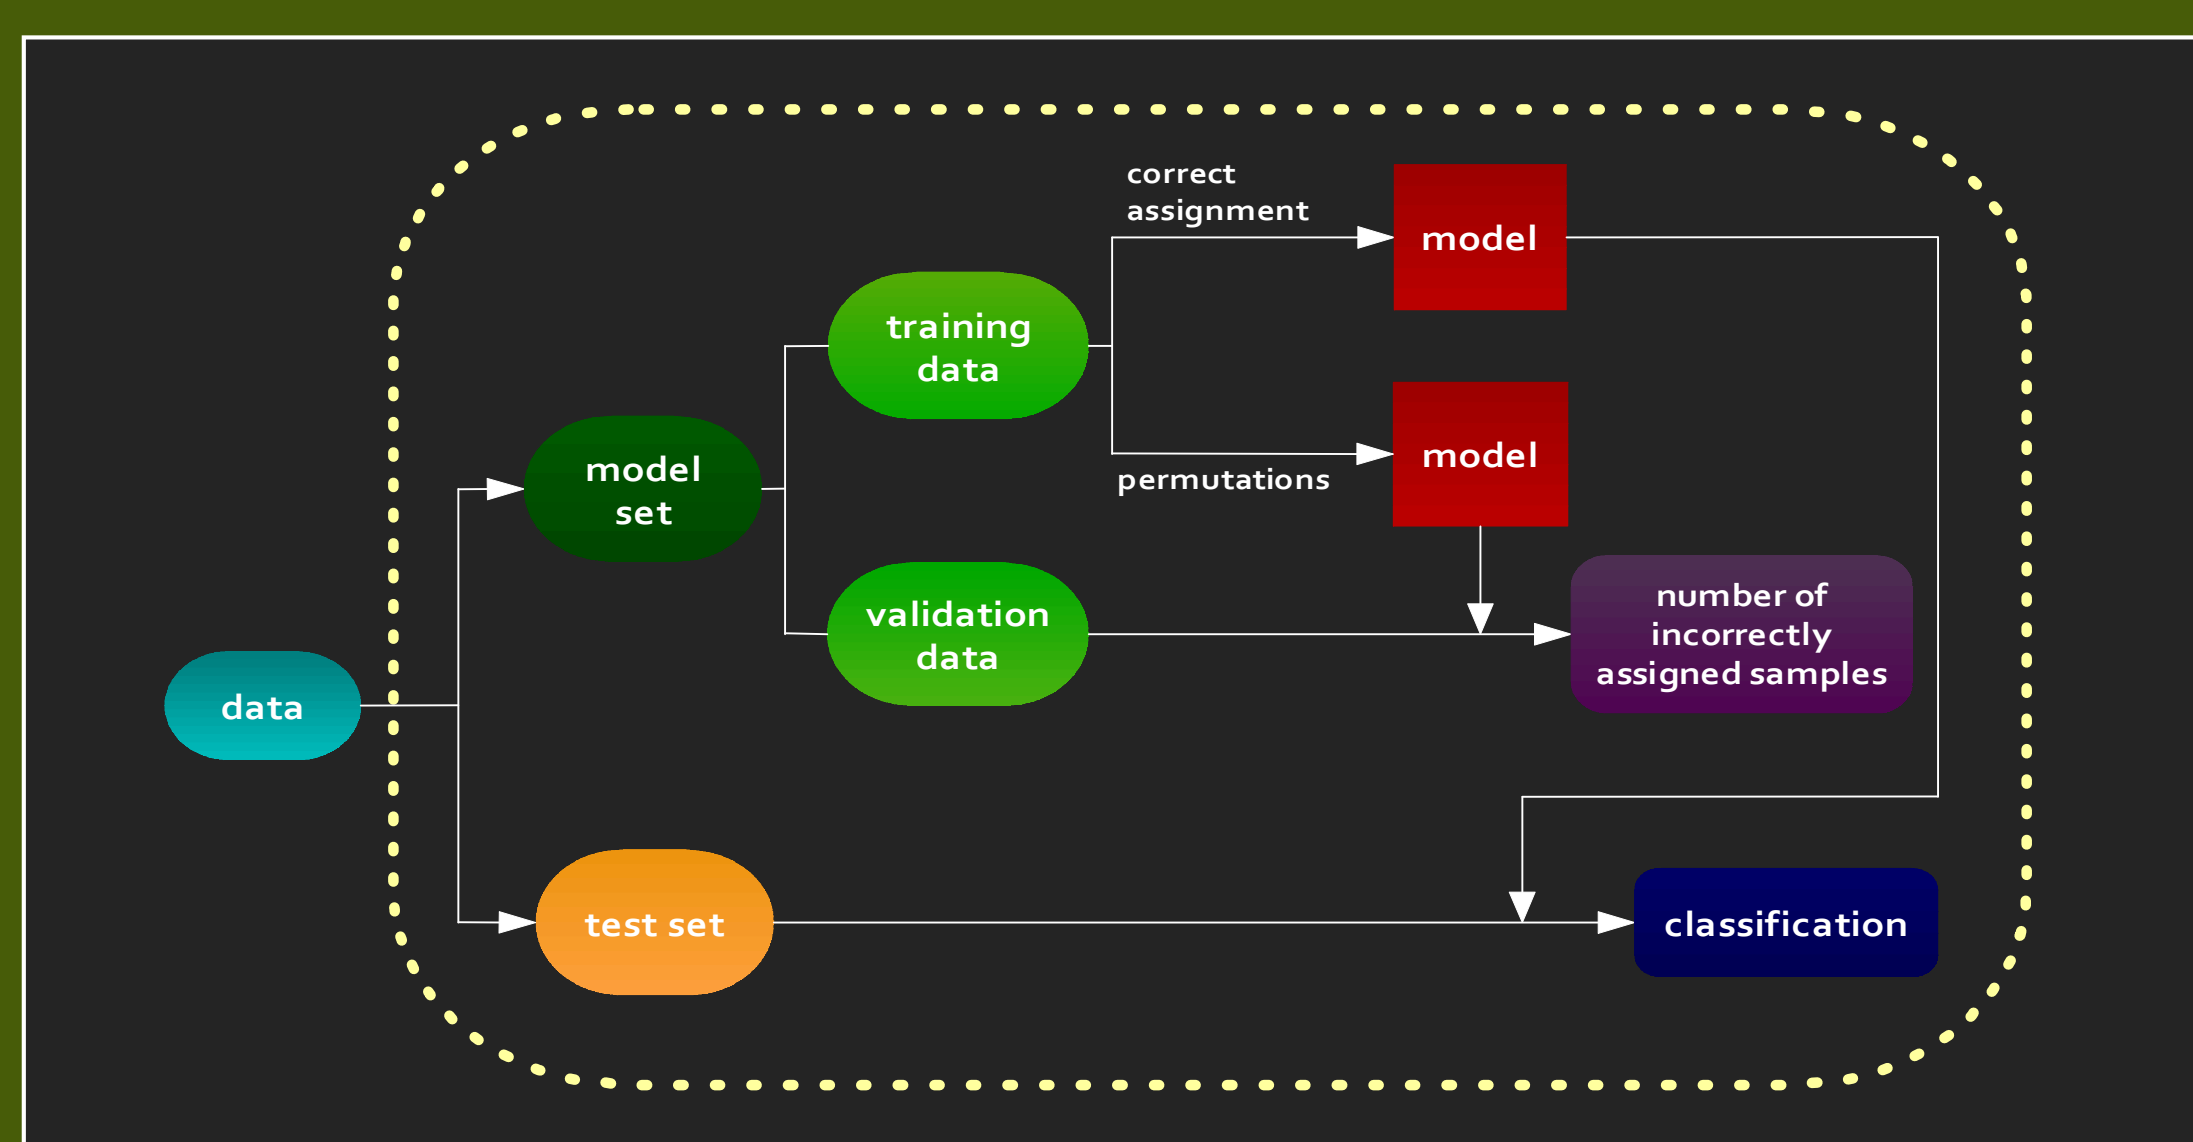 correct
assignment
model
training
data
model
set
model
permutations
validation
data
number of
incorrectly
assigned samples
data
test set
classification